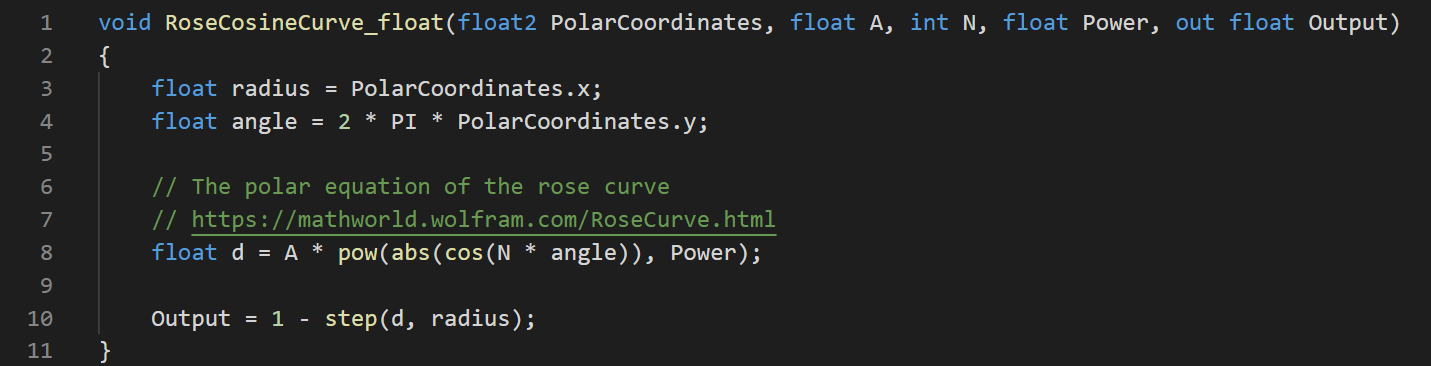 1 void RoseCosineCurve_float(float2 PolarCoordinates, float A, int N, float Power, out float Output)
2 {
3     float radius = PolarCoordinates.x;
4     float angle = 2 * PI * PolarCoordinates.y;
5
6     // The polar equation of the rose curve
7     // https://mathworld.wolfram.com/RoseCurve.html
8     float d = A * pow(abs(cos(N * angle)), Power);
9
10     Output = 1 - step(d, radius);
11 }